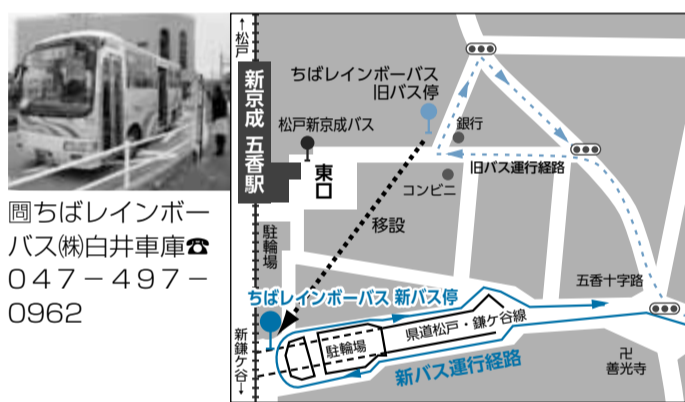 問ちばレインボー
バス㈱白井車庫☎
047－497－
0962
↑松戸
新京成 五香駅
ちばレインボーバス
旧バス停
松戸新京成バス
銀行
東口
コンビニ
旧バス運行経路
移設
駐輪場
五香十字路
ちばレインボーバス 新バス停
県道松戸・鎌ケ谷線
駐輪場
新バス運行経路
卍
善光寺
新鎌ケ谷↓